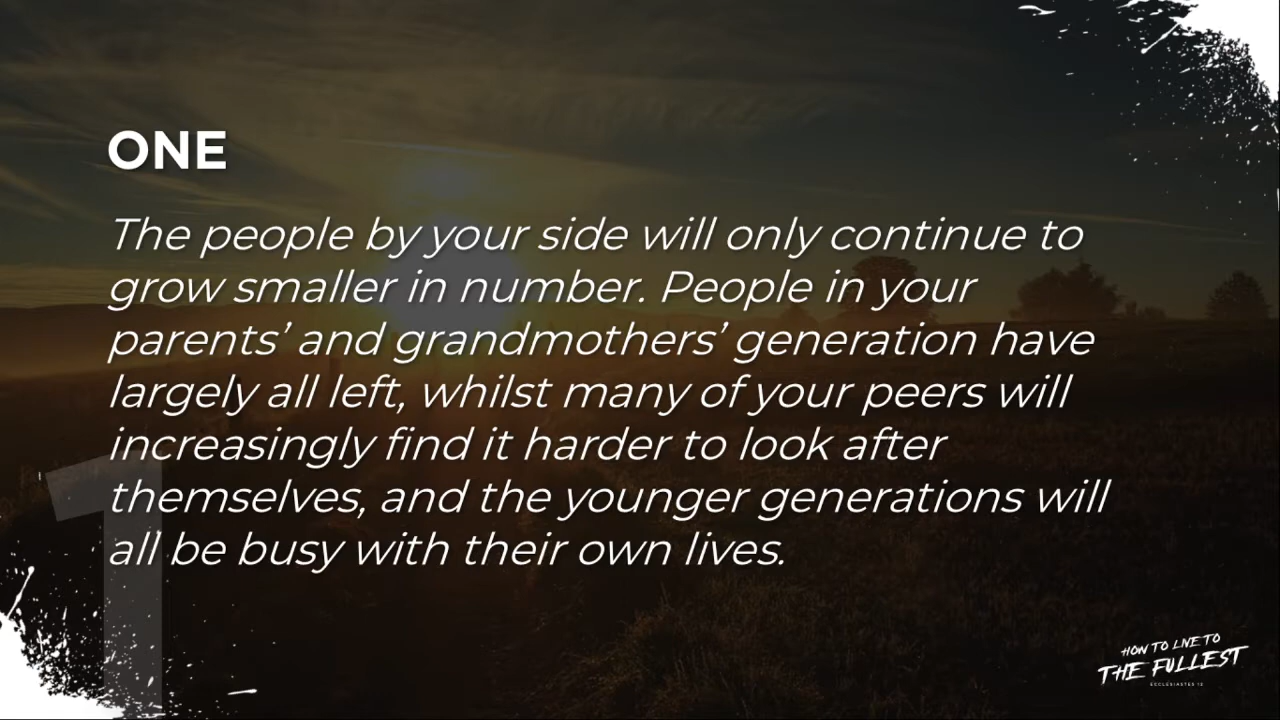 ONE
The people by your side will only continue to
grow smaller in number. People in your
parents’ and grandmothers’ generation have
largely all left, whilst many of your peers will
increasingly find it harder to look after
themselves, and the younger generations will
all be busy with their own lives.
1
HOW TO LIVE TO
THE FULLEST
ECCLESIASTES 12